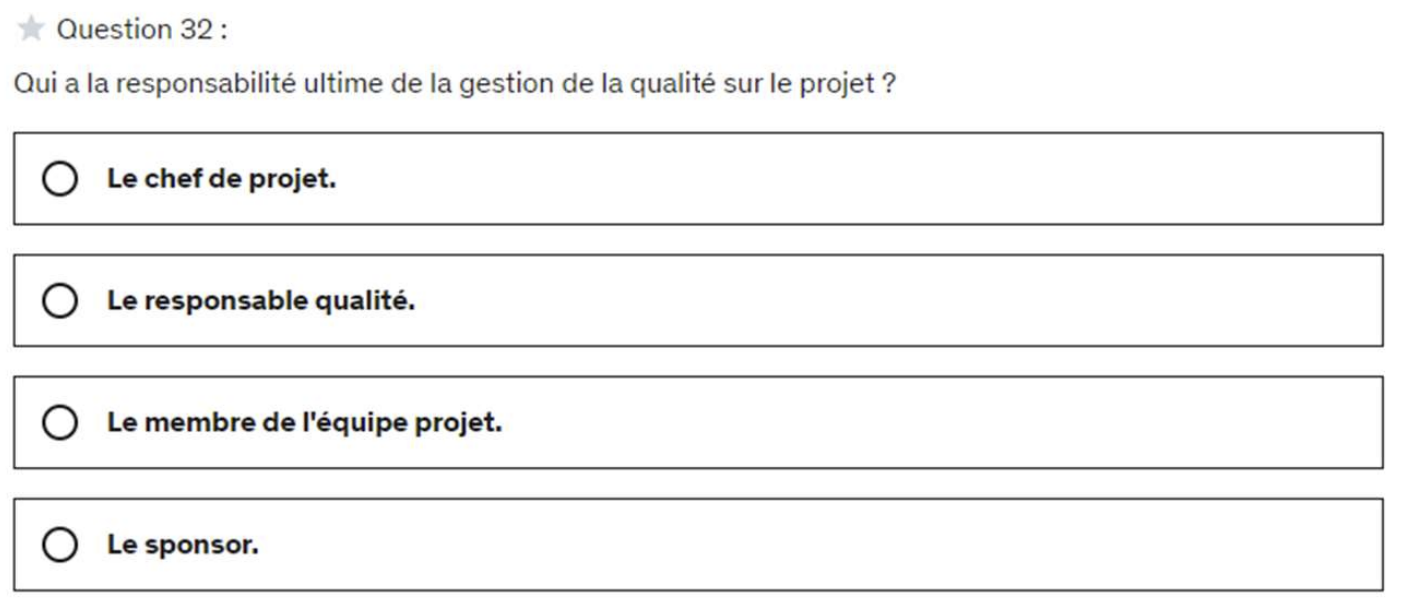 Question 32 :
Qui a la responsabilité ultime de la gestion de la qualité sur le projet ?
Le chef de projet.
Le responsable qualité.
Le membre de l'équipe projet.
Le sponsor.